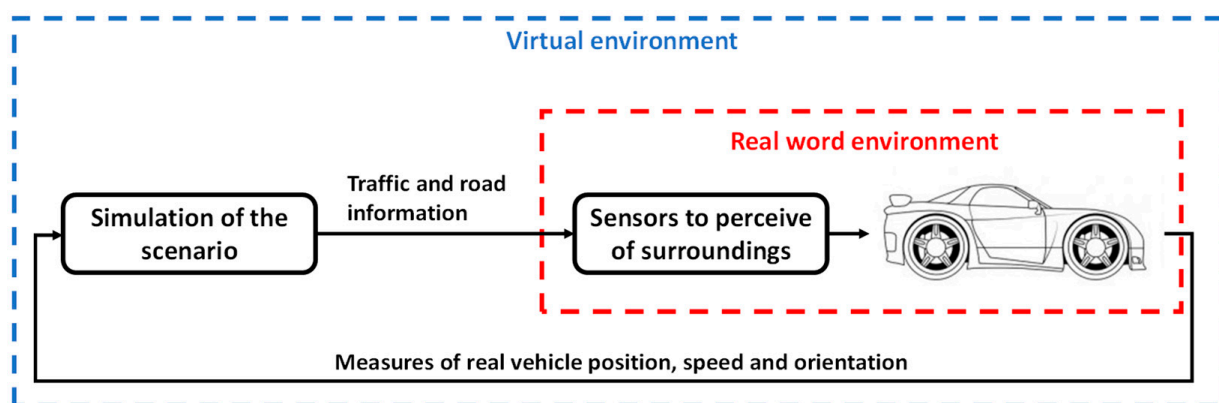 Virtual environment
Real word environment
Traffic and road
information
Simulation of the
scenario
Sensors to perceive
of surroundings
Measures of real vehicle position, speed and orientation